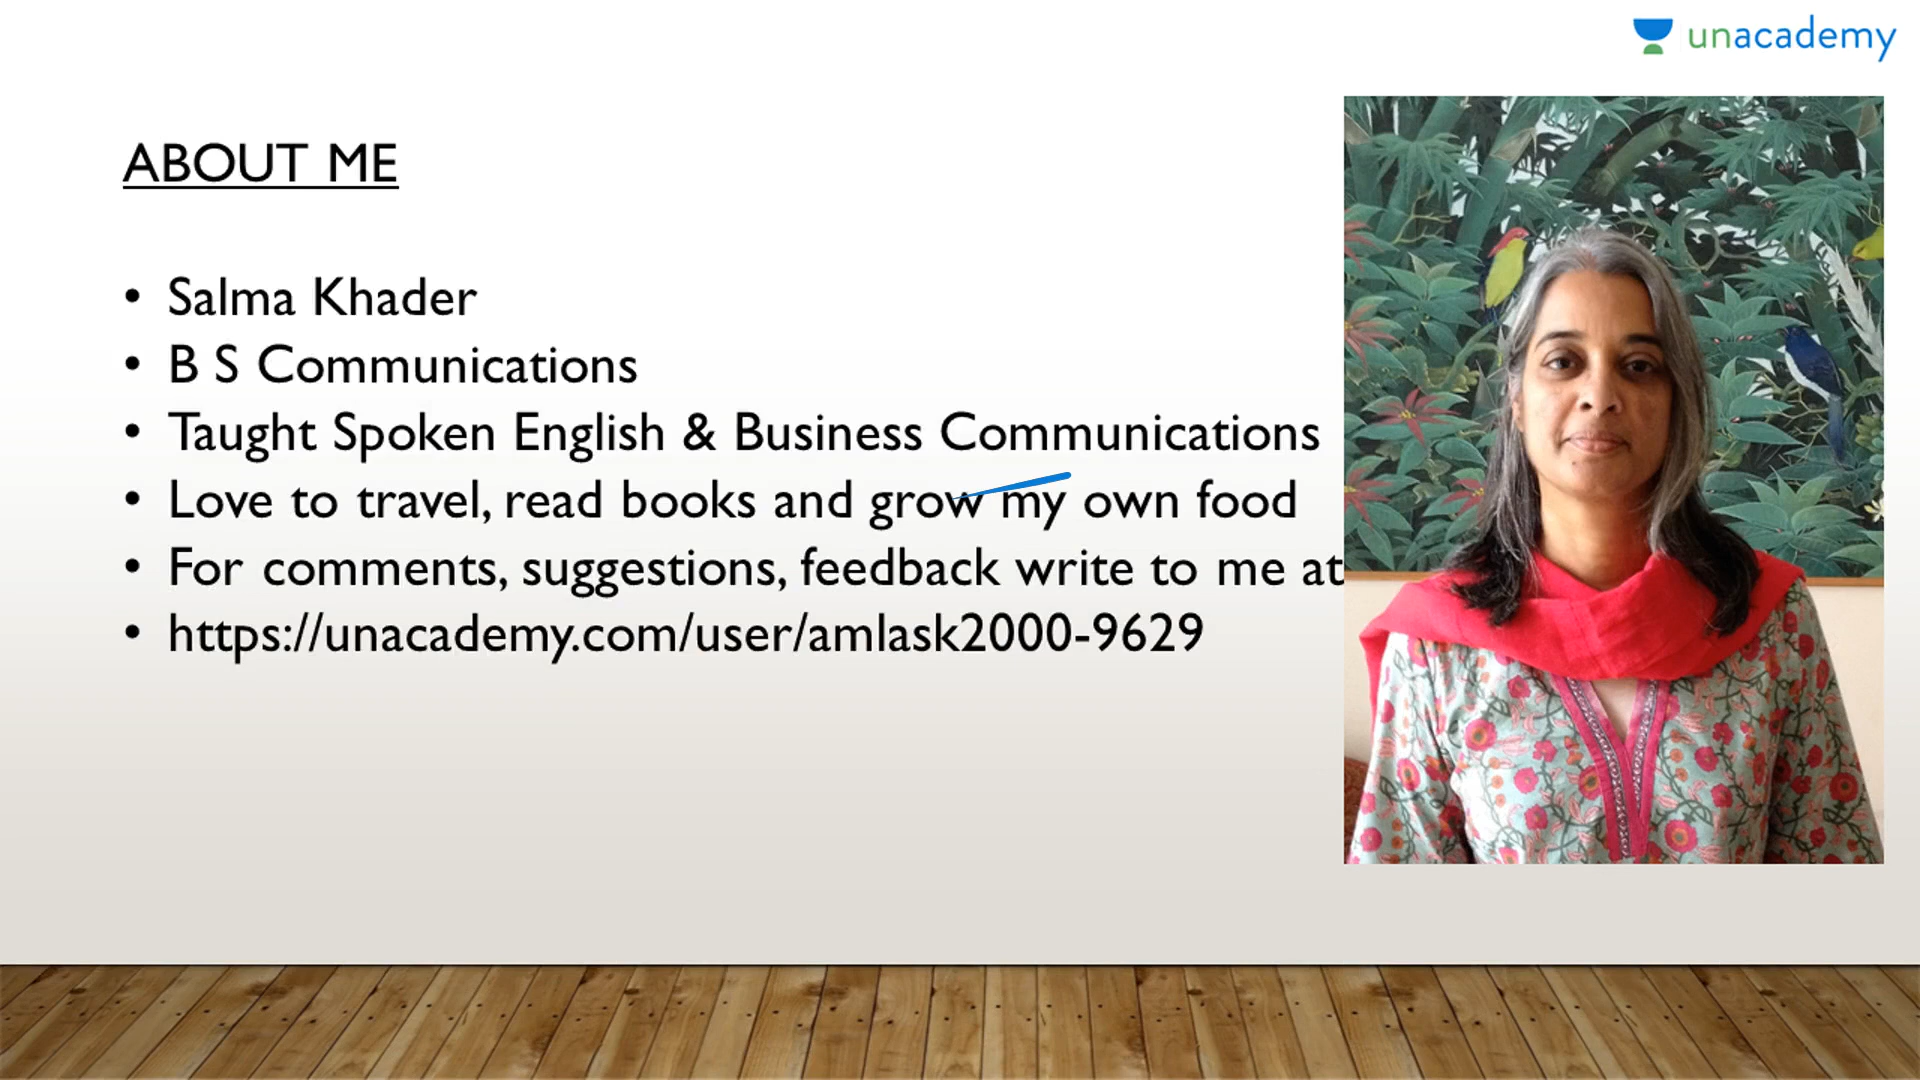 unacademy
ABOUT ME
• Salma Khader
• B S Communications
• Taught Spoken English & Business Communications
• Love to travel, read books and grow my own food
• For comments, suggestions, feedback write to me at
• https://unacademy.com/user/amlask2000-9629